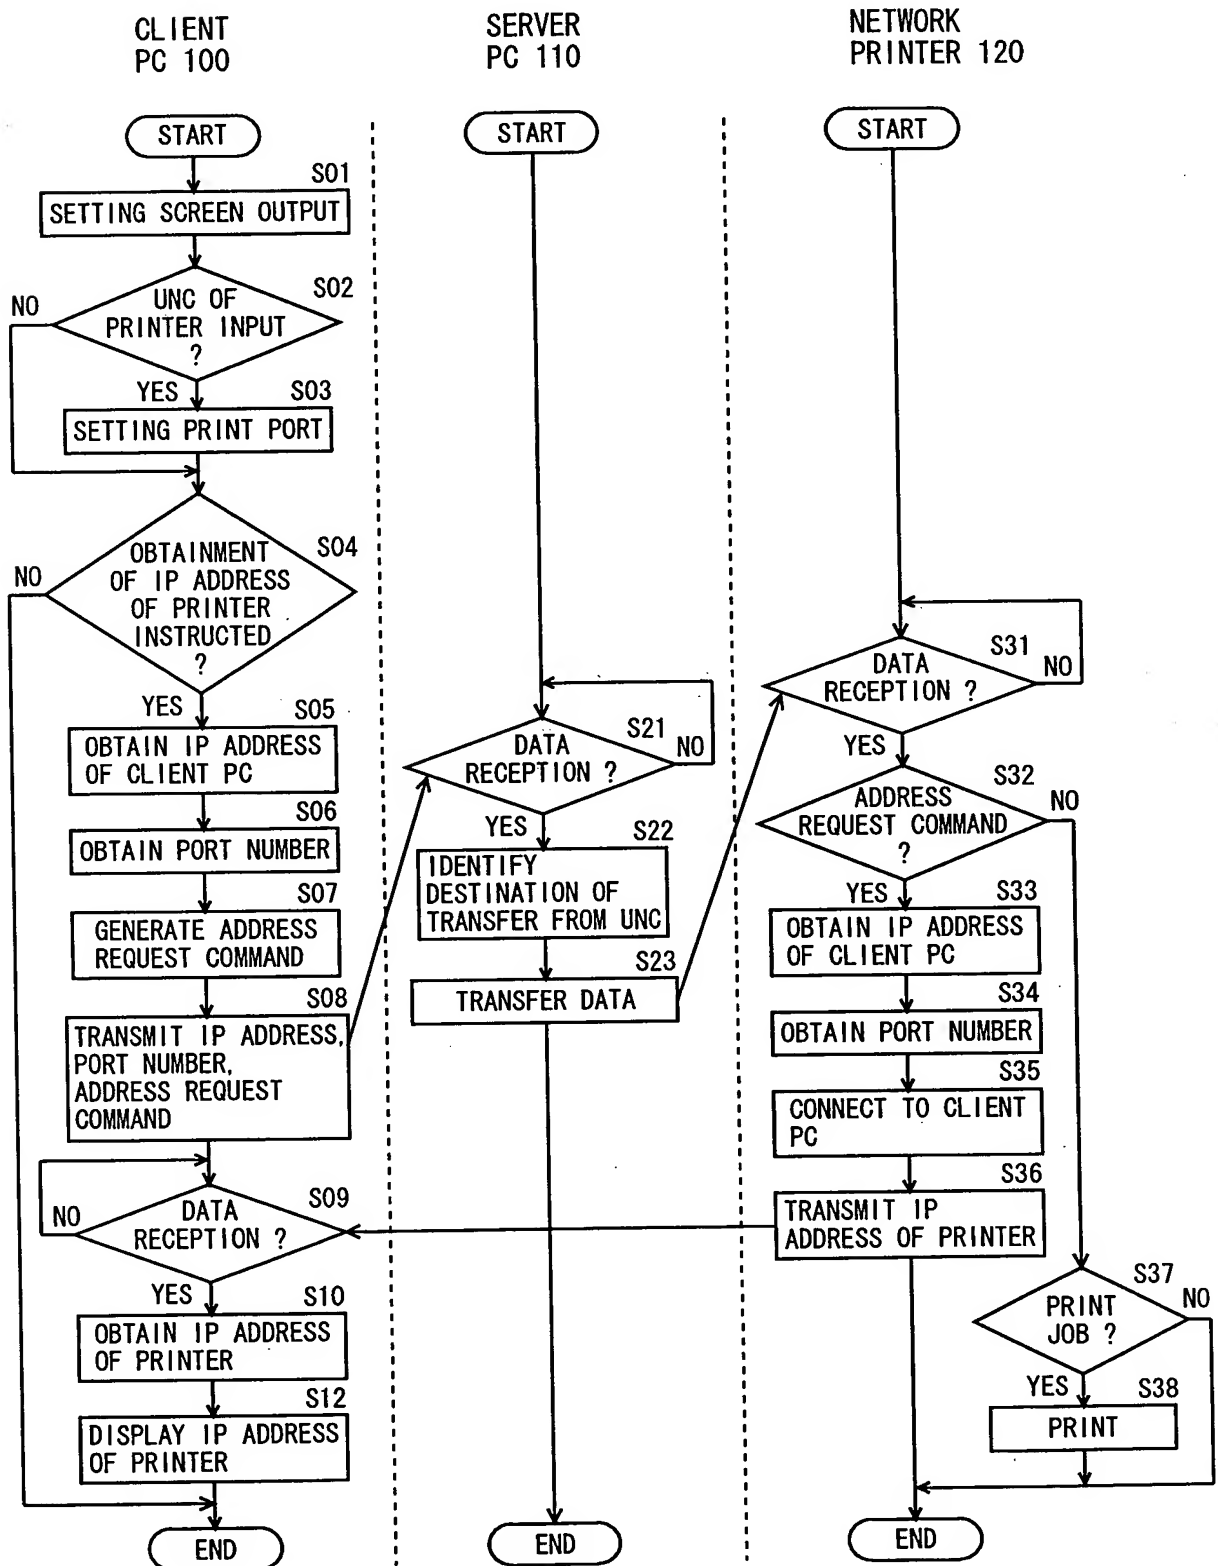 CLIENT
PC 100
START
S01
SETTING SCREEN OUTPUT
S02
UNC OF
PRINTER INPUT
?
NO
YES
S03
SETTING PRINT PORT
S04
OBTAINMENT
OF IP ADDRESS
OF PRINTER
INSTRUCTED
?
NO
YES
S05
OBTAIN IP ADDRESS
OF CLIENT PC
S06
OBTAIN PORT NUMBER
S07
GENERATE ADDRESS
REQUEST COMMAND
S08
TRANSMIT IP ADDRESS,
PORT NUMBER,
ADDRESS REQUEST
COMMAND
S09
DATA
RECEPTION ?
NO
YES
S10
OBTAIN IP ADDRESS
OF PRINTER
S12
DISPLAY IP ADDRESS
OF PRINTER
END
SERVER
PC 110
START
S21
DATA
RECEPTION ?
NO
YES
S22
IDENTIFY
DESTINATION OF
TRANSFER FROM UNC
S23
TRANSFER DATA
END
NETWORK
PRINTER 120
START
S31
DATA
RECEPTION ?
NO
YES
S32
ADDRESS
REQUEST COMMAND
?
NO
YES
S33
OBTAIN IP ADDRESS
OF CLIENT PC
S34
OBTAIN PORT NUMBER
S35
CONNECT TO CLIENT
PC
S36
TRANSMIT IP
ADDRESS OF PRINTER
S37
PRINT
JOB ?
NO
YES
S38
PRINT
END